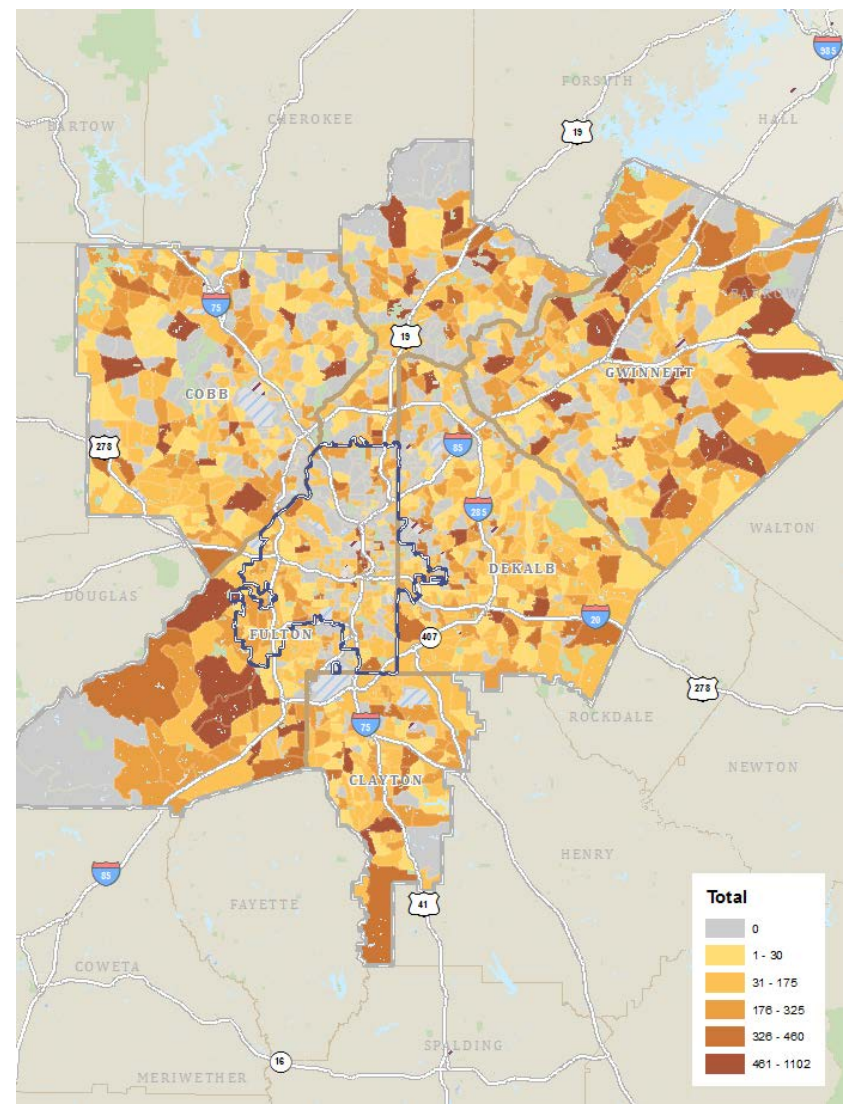 985
FORSYTH
HALL
CHEROKEE
BARTOW
19
75
19
BARROW
GWINNETT
COBB
278
85
285
WALTON
DEKALB
DOUGLAS
20
FULTON
407
278
ROCKDALE
75
NEWTON
CLAYTON
HENRY
85
41
FAYETTE
COWETA
SPALDING
16
MERIWETHER
Total
0
1 - 30
31 - 175
176 - 325
326 - 460
461 - 1102